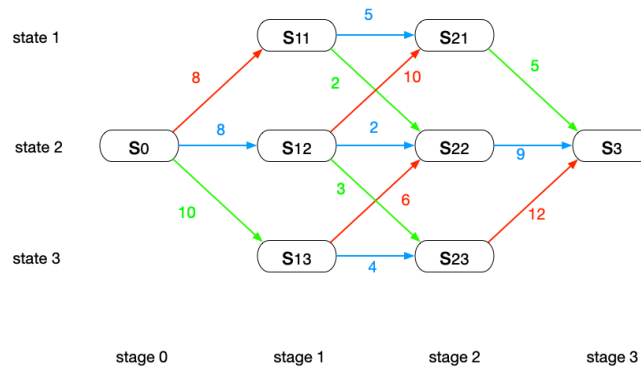 state 1
S11
5
S21
8
2
10
5
state 2
S0
8
S12
2
S22
9
S3
10
3
6
12
state 3
S13
4
S23
stage 0
stage 1
stage 2
stage 3